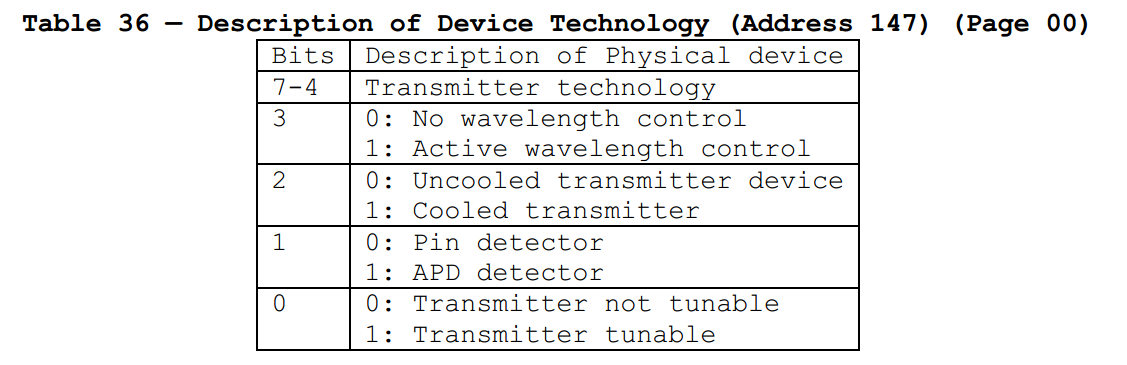 Table 36 — Description of Device Technology (Address 147) (Page 00)
Bits Description of Physical device
7-4 Transmitter technology
3 0: No wavelength control
1: Active wavelength control
2 0: Uncooled transmitter device
1: Cooled transmitter
1 0: Pin detector
1: APD detector
0 0: Transmitter not tunable
1: Transmitter tunable